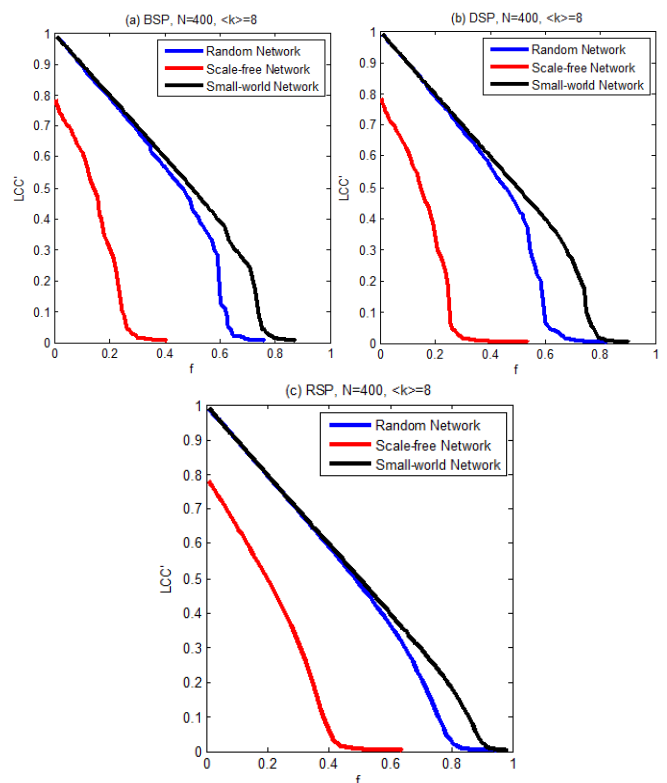 (a) BSP, N=400, <k>=8
Random Network
Scale-free Network
Small-world Network
1
0.9
0.8
0.7
0.6
0.5
0.4
0.3
0.2
0.1
0
LCC'
0
0.2
0.4
0.6
0.8
1
f
(b) DSP, N=400, <k>=8
Random Network
Scale-free Network
Small-world Network
1
0.9
0.8
0.7
0.6
0.5
0.4
0.3
0.2
0.1
0
LCC'
0
0.2
0.4
0.6
0.8
1
f
(c) RSP, N=400, <k>=8
Random Network
Scale-free Network
Small-world Network
1
0.9
0.8
0.7
0.6
0.5
0.4
0.3
0.2
0.1
0
LCC'
0
0.2
0.4
0.6
0.8
1
f